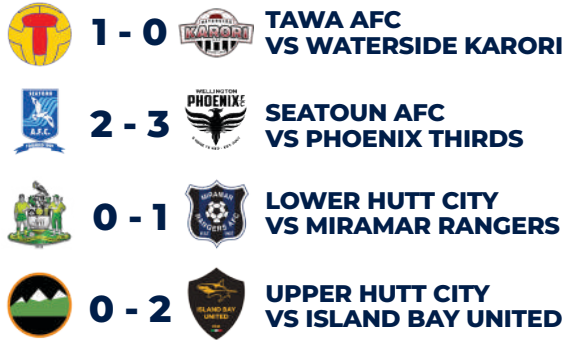 1 - 0
KARORI
TAWA AFC
VS WATERSIDE KARORI
SEATOUN
A.F.C.
2 - 3
WELLINGTON
PHOENIX FC
SEATOUN AFC
VS PHOENIX THIRDS
0 - 1
MIRAMAR
RANGERS AFC
LOWER HUTT CITY
VS MIRAMAR RANGERS
0 - 2
ISLAND BAY
UNITED
UPPER HUTT CITY
VS ISLAND BAY UNITED